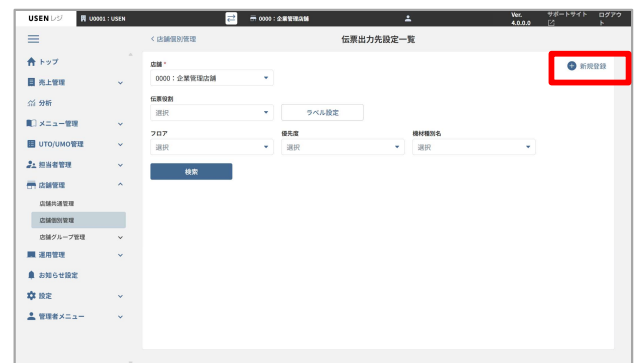 USEN レジ U0001：USEN 0000：企業管理店舗 Ver. 4.0.0.0 サポートサイト ログアウト
< 店舗個別管理 伝票出力先設定一覧
トップ
売上管理
分析
メニュー管理
UTO/UMO管理
担当者管理
店舗管理
店舗共通管理
店舗個別管理
店舗グループ管理
運用管理
お知らせ設定
設定
管理者メニュー
新規登録
店舗 *
0000：企業管理店舗
伝票役割
選択 ラベル設定
フロア 優先度 機材種別名
選択 選択 選択
検索